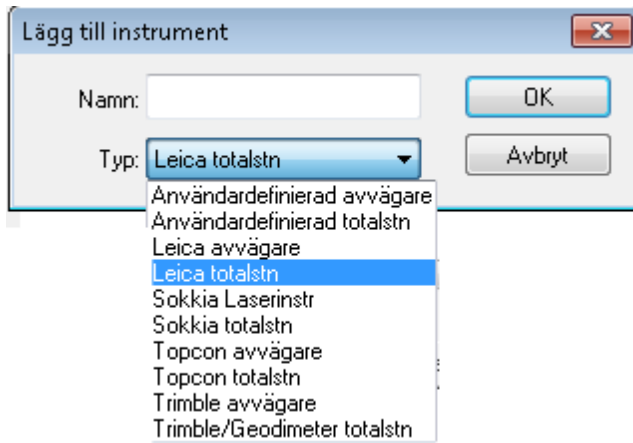 Lägg till instrument
Namn:
OK
Typ: Leica totalstn
Avbryt
Användardefinierad avvägare
Användardefinierad totalstn
Leica avvägare
Leica totalstn
Sokkia Laserinstr
Sokkia totalstn
Topcon avvägare
Topcon totalstn
Trimble avvägare
Trimble/Geodimeter totalstn